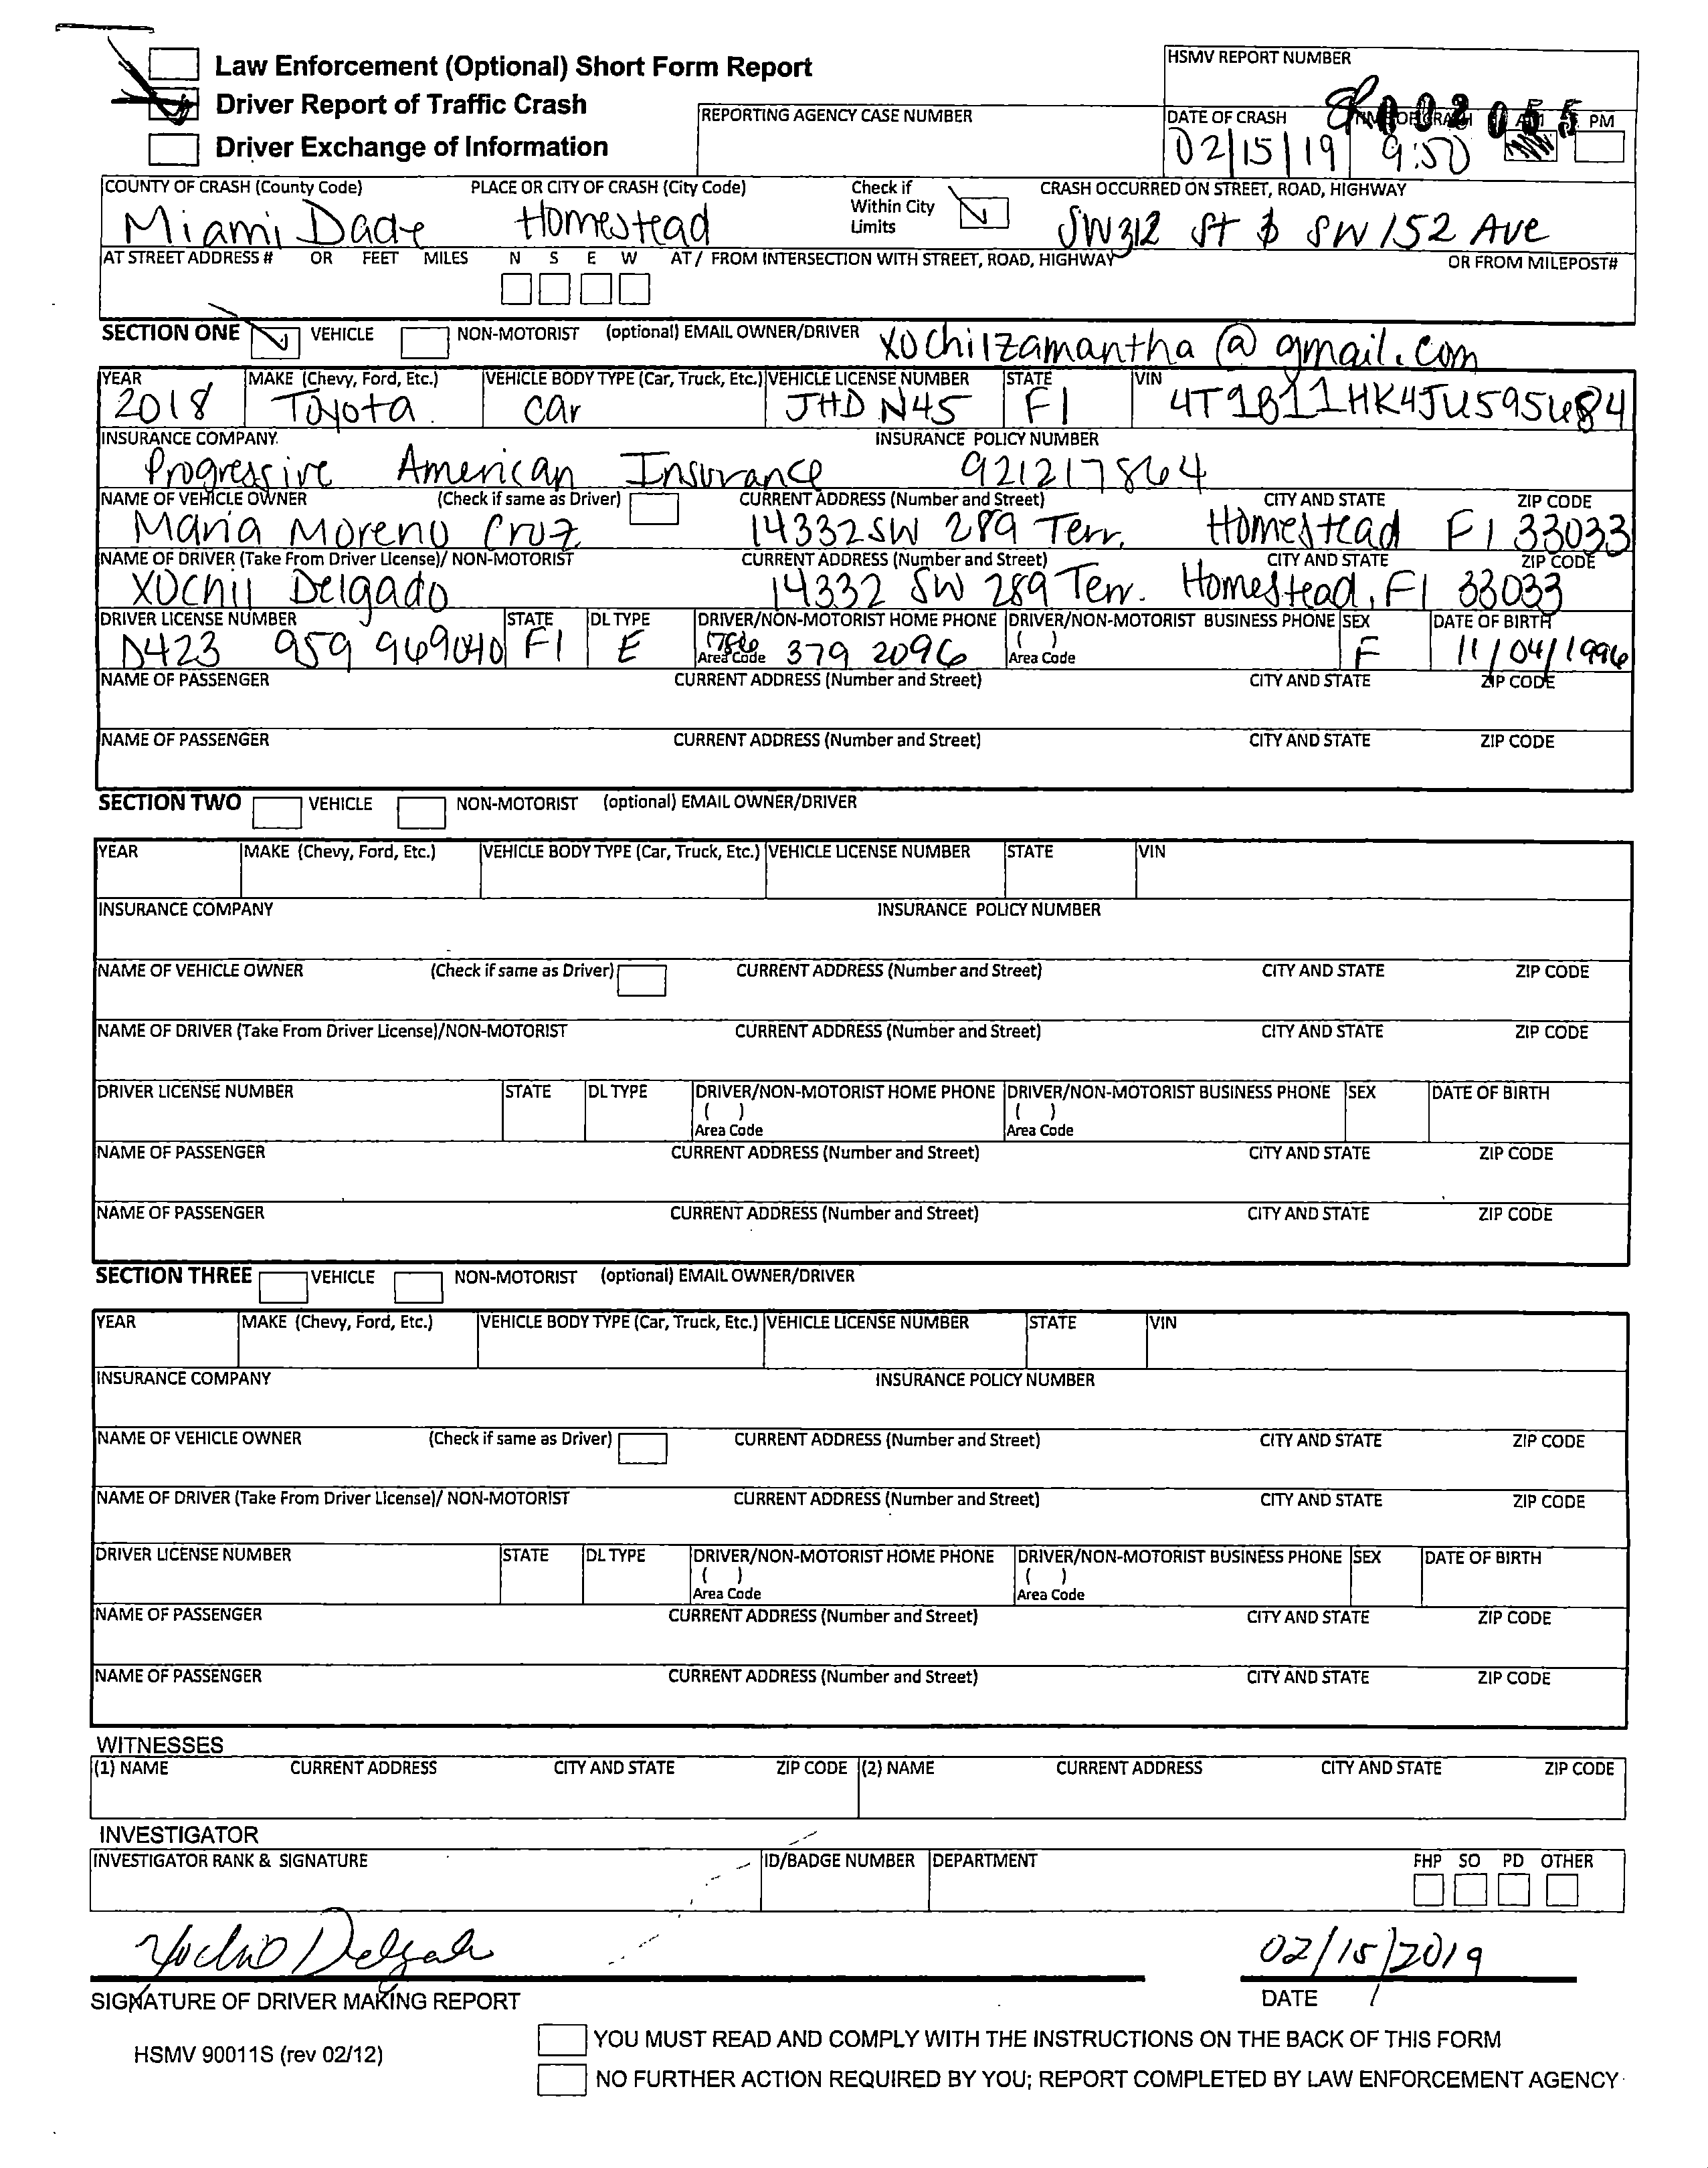 Law Enforcement (Optional) Short Form Report
Driver Report of Traffic Crash
Driver Exchange of Information
HSMV REPORT NUMBER
REPORTING AGENCY CASE NUMBER
DATE OF CRASH TIME OF CRASH AM PM
02/15/19 9:50
COUNTY OF CRASH (County Code) PLACE OR CITY OF CRASH (City Code) Check if Within City Limits CRASH OCCURRED ON STREET, ROAD, HIGHWAY
Miami Dade Homestead SW 312 St & SW 152 Ave
AT STREET ADDRESS # OR FEET MILES N S E W AT / FROM INTERSECTION WITH STREET, ROAD, HIGHWAY OR FROM MILEPOST#
SECTION ONE VEHICLE NON-MOTORIST (optional) EMAIL OWNER/DRIVER xochilzamantha@gmail.com
YEAR MAKE (Chevy, Ford, Etc.) VEHICLE BODY TYPE (Car, Truck, Etc.) VEHICLE LICENSE NUMBER STATE VIN
2018 Toyota car JHD N45 Fl 4T1B11HK4JU595684
INSURANCE COMPANY INSURANCE POLICY NUMBER
Progressive American Insurance 921217864
NAME OF VEHICLE OWNER (Check if same as Driver) CURRENT ADDRESS (Number and Street) CITY AND STATE ZIP CODE
Maria Moreno Cruz 14332 SW 289 Terr. Homestead Fl 33033
NAME OF DRIVER (Take From Driver License)/ NON-MOTORIST CURRENT ADDRESS (Number and Street) CITY AND STATE ZIP CODE
Xochil Delgado 14332 SW 289 Terr. Homestead, Fl 33033
DRIVER LICENSE NUMBER STATE DL TYPE DRIVER/NON-MOTORIST HOME PHONE DRIVER/NON-MOTORIST BUSINESS PHONE SEX DATE OF BIRTH
D423 959 969040 Fl E (786 379 2096 ( ) F 11/04/1996
Area Code Area Code
NAME OF PASSENGER CURRENT ADDRESS (Number and Street) CITY AND STATE ZIP CODE
NAME OF PASSENGER CURRENT ADDRESS (Number and Street) CITY AND STATE ZIP CODE
SECTION TWO VEHICLE NON-MOTORIST (optional) EMAIL OWNER/DRIVER
YEAR MAKE (Chevy, Ford, Etc.) VEHICLE BODY TYPE (Car, Truck, Etc.) VEHICLE LICENSE NUMBER STATE VIN
INSURANCE COMPANY INSURANCE POLICY NUMBER
NAME OF VEHICLE OWNER (Check if same as Driver) CURRENT ADDRESS (Number and Street) CITY AND STATE ZIP CODE
NAME OF DRIVER (Take From Driver License)/NON-MOTORIST CURRENT ADDRESS (Number and Street) CITY AND STATE ZIP CODE
DRIVER LICENSE NUMBER STATE DL TYPE DRIVER/NON-MOTORIST HOME PHONE DRIVER/NON-MOTORIST BUSINESS PHONE SEX DATE OF BIRTH
( ) ( )
Area Code Area Code
NAME OF PASSENGER CURRENT ADDRESS (Number and Street) CITY AND STATE ZIP CODE
NAME OF PASSENGER CURRENT ADDRESS (Number and Street) CITY AND STATE ZIP CODE
SECTION THREE VEHICLE NON-MOTORIST (optional) EMAIL OWNER/DRIVER
YEAR MAKE (Chevy, Ford, Etc.) VEHICLE BODY TYPE (Car, Truck, Etc.) VEHICLE LICENSE NUMBER STATE VIN
INSURANCE COMPANY INSURANCE POLICY NUMBER
NAME OF VEHICLE OWNER (Check if same as Driver) CURRENT ADDRESS (Number and Street) CITY AND STATE ZIP CODE
NAME OF DRIVER (Take From Driver License)/ NON-MOTORIST CURRENT ADDRESS (Number and Street) CITY AND STATE ZIP CODE
DRIVER LICENSE NUMBER STATE DL TYPE DRIVER/NON-MOTORIST HOME PHONE DRIVER/NON-MOTORIST BUSINESS PHONE SEX DATE OF BIRTH
( ) ( )
Area Code Area Code
NAME OF PASSENGER CURRENT ADDRESS (Number and Street) CITY AND STATE ZIP CODE
NAME OF PASSENGER CURRENT ADDRESS (Number and Street) CITY AND STATE ZIP CODE
WITNESSES
(1) NAME CURRENT ADDRESS CITY AND STATE ZIP CODE (2) NAME CURRENT ADDRESS CITY AND STATE ZIP CODE
INVESTIGATOR
INVESTIGATOR RANK & SIGNATURE ID/BADGE NUMBER DEPARTMENT FHP SO PD OTHER
Xochil Delgado 02/15/2019
SIGNATURE OF DRIVER MAKING REPORT DATE
HSMV 90011S (rev 02/12)
YOU MUST READ AND COMPLY WITH THE INSTRUCTIONS ON THE BACK OF THIS FORM
NO FURTHER ACTION REQUIRED BY YOU; REPORT COMPLETED BY LAW ENFORCEMENT AGENCY